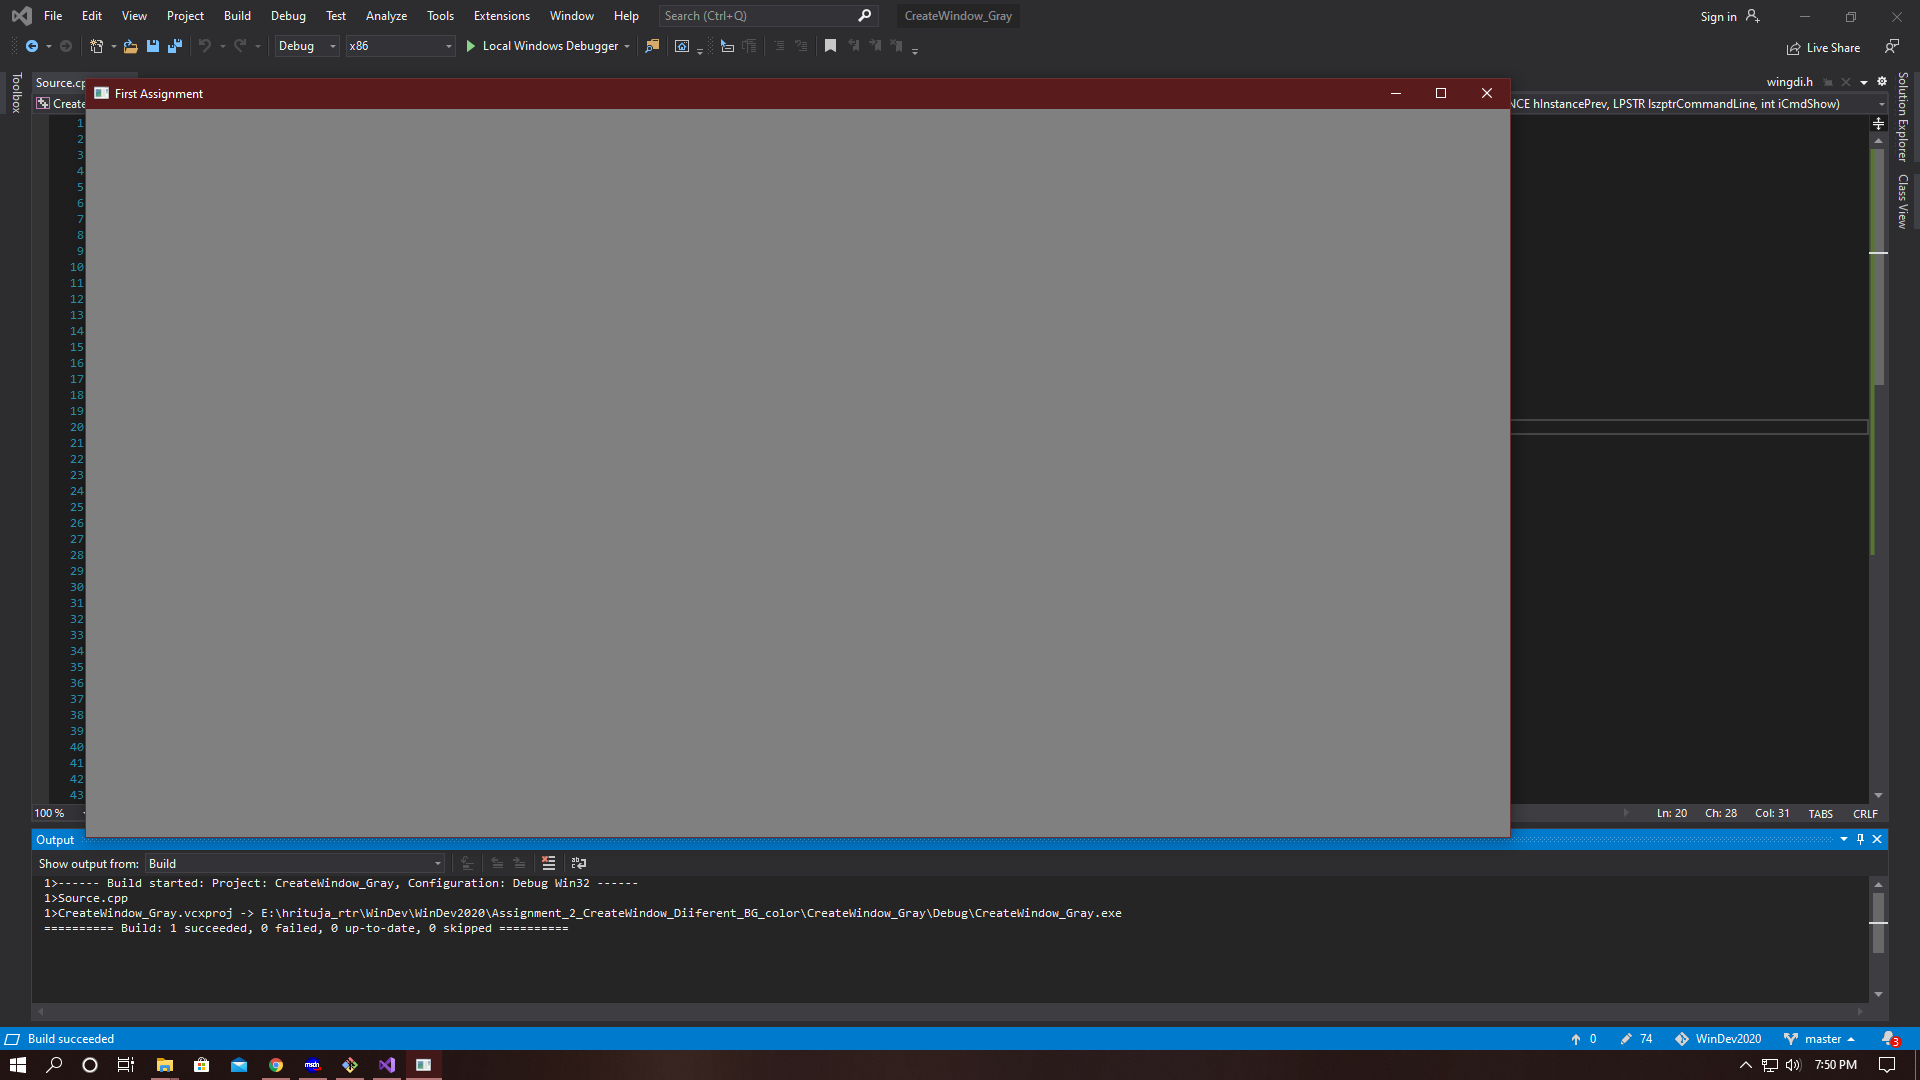 File Edit View Project Build Debug Test Analyze Tools Extensions Window Help Search (Ctrl+Q) CreateWindow_Gray Sign in
Debug x86 Local Windows Debugger Live Share
Toolbox
Source.cp wingdi.h
First Assignment
Create NCE hInstancePrev, LPSTR lszptrCommandLine, int iCmdShow)
Solution Explorer
Class View
1
2
3
4
5
6
7
8
9
10
11
12
13
14
15
16
17
18
19
20
21
22
23
24
25
26
27
28
29
30
31
32
33
34
35
36
37
38
39
40
41
42
43
100 % Ln: 20 Ch: 28 Col: 31 TABS CRLF
Output
Show output from: Build
1>------ Build started: Project: CreateWindow_Gray, Configuration: Debug Win32 ------
1>Source.cpp
1>CreateWindow_Gray.vcxproj -> E:\hrituja_rtr\WinDev\WinDev2020\Assignment_2_CreateWindow_Diiferent_BG_color\CreateWindow_Gray\Debug\CreateWindow_Gray.exe
========== Build: 1 succeeded, 0 failed, 0 up-to-date, 0 skipped ==========
Build succeeded 0 74 WinDev2020 master 3
msdn 7:50 PM